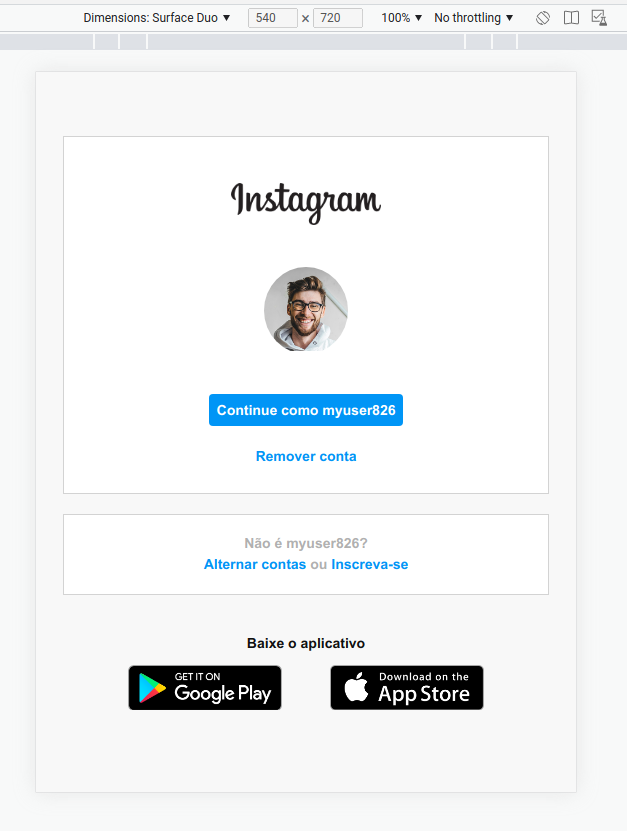 Dimensions: Surface Duo ▼ 540 × 720 100% ▼ No throttling ▼
Instagram
Continue como myuser826
Remover conta
Não é myuser826?
Alternar contas ou Inscreva-se
Baixe o aplicativo
GET IT ON
Google Play
Download on the
App Store